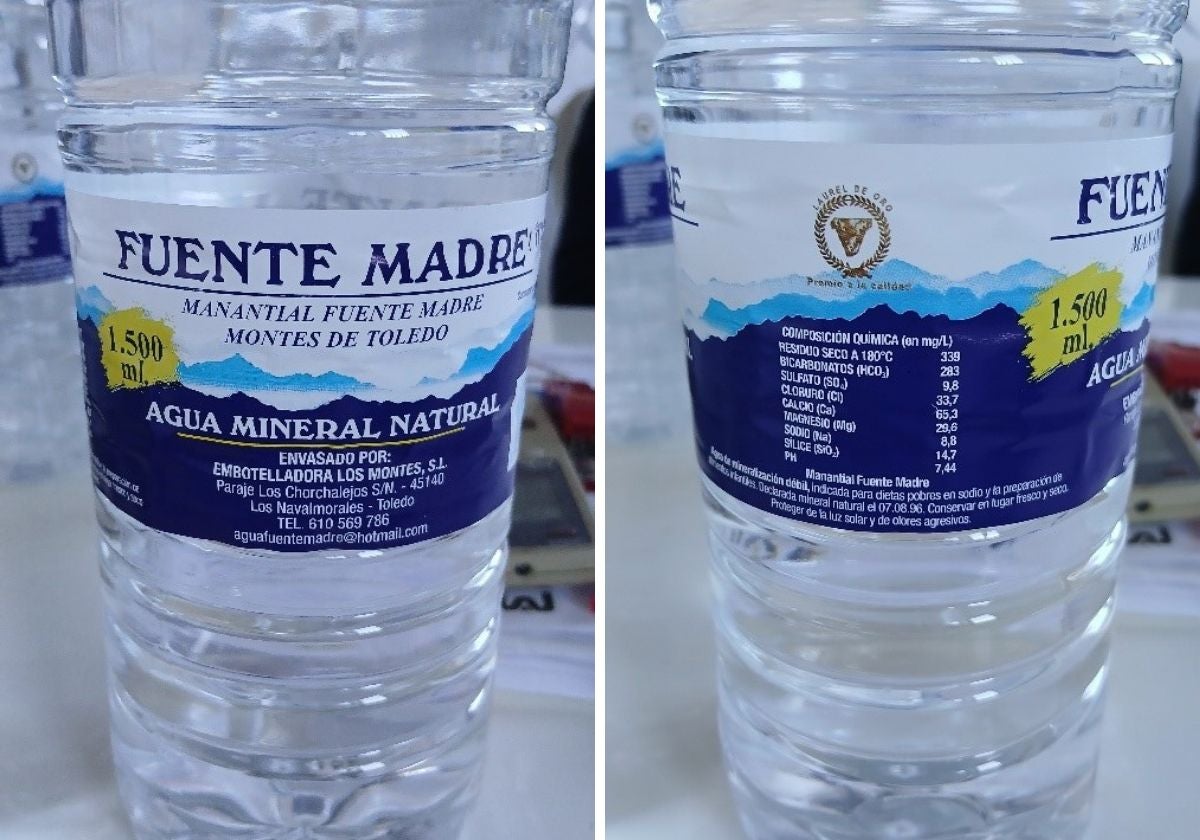 FUENTE MADRE
MANANTIAL FUENTE MADRE
MONTES DE TOLEDO
1.500
ml.
AGUA MINERAL NATURAL
ENVASADO POR:
EMBOTELLADORA LOS MONTES, S.L.
Paraje Los Chorchalejos S/N. - 45140
Los Navalmorales - Toledo
TEL. 610 569 786
aguafuentemadre@hotmail.com
RE
LAUREL DE ORO
Premio a la calidad
FUEN
1.500
ml.
AGUA M
COMPOSICIÓN QUÍMICA (en mg/L)
RESIDUO SECO A 180°C 339
BICARBONATOS (HCO₃) 283
SULFATO (SO₄) 9,8
CLORURO (Cl) 33,7
CALCIO (Ca) 65,3
MAGNESIO (Mg) 29,6
SODIO (Na) 8,8
SÍLICE (SiO₂) 14,7
PH 7,44
Manantial Fuente Madre
Agua de mineralización débil, indicada para dietas pobres en sodio y la preparación de
alimentos infantiles. Declarada mineral natural el 07.08.96. Conservar en lugar fresco y seco.
Proteger de la luz solar y de olores agresivos.